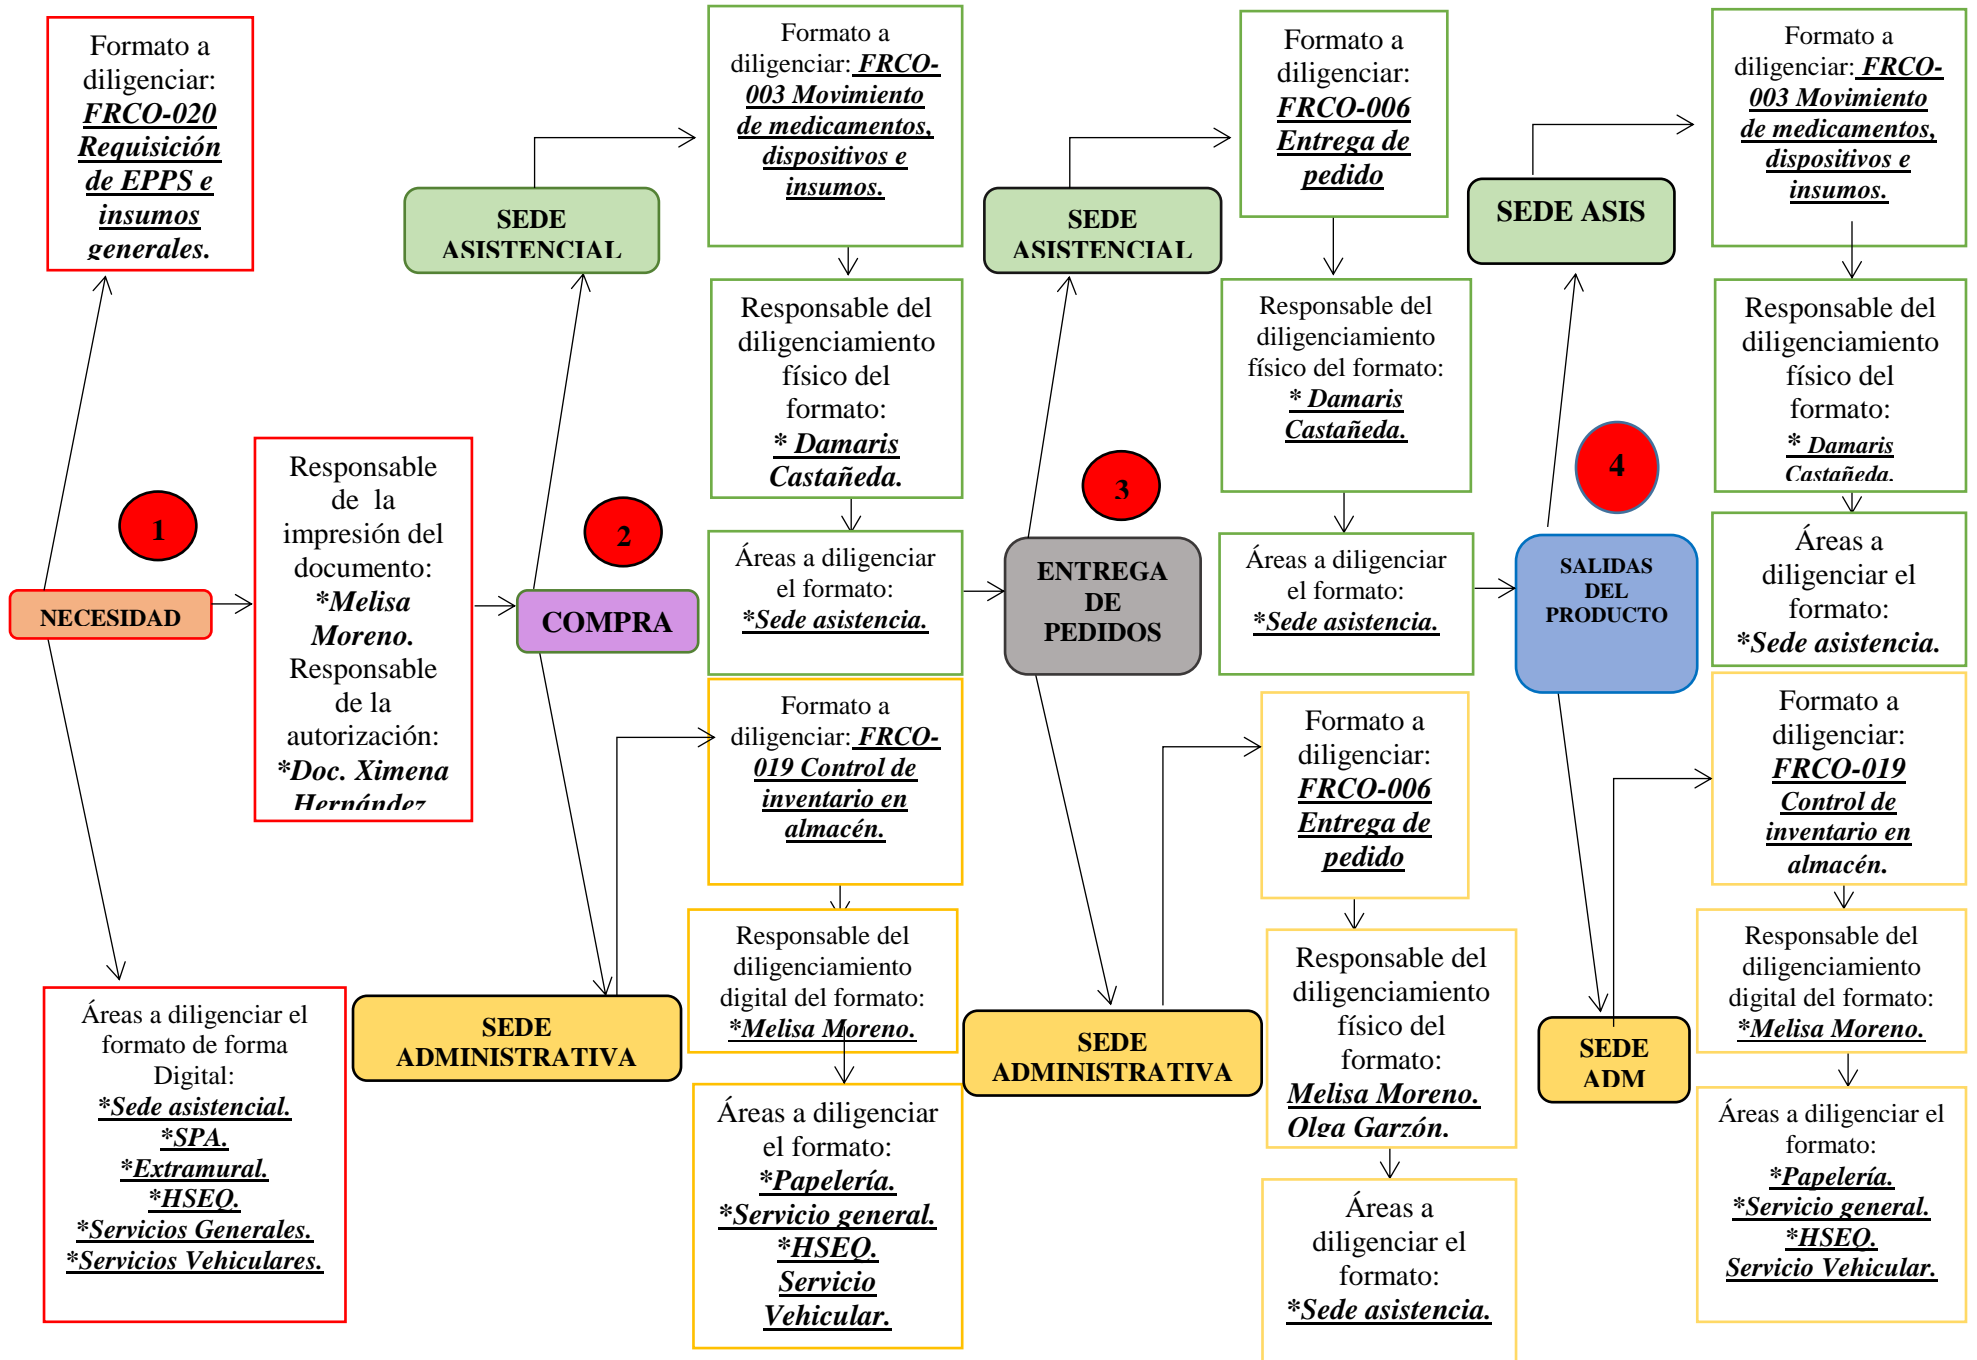 Formato a
diligenciar:
FRCO-020
Requisición
de EPPS e
insumos
generales.
1
NECESIDAD
Responsable
de la
impresión del
documento:
*Melisa
Moreno.
Responsable
de la
autorización:
*Doc. Ximena
Hernández
Áreas a diligenciar el
formato de forma
Digital:
*Sede asistencial.
*SPA.
*Extramural.
*HSEQ.
*Servicios Generales.
*Servicios Vehiculares.
2
COMPRA
SEDE
ASISTENCIAL
Formato a
diligenciar: FRCO-
003 Movimiento
de medicamentos,
dispositivos e
insumos.
Responsable del
diligenciamiento
físico del
formato:
* Damaris
Castañeda.
Áreas a diligenciar
el formato:
*Sede asistencia.
SEDE
ADMINISTRATIVA
Formato a
diligenciar: FRCO-
019 Control de
inventario en
almacén.
Responsable del
diligenciamiento
digital del formato:
*Melisa Moreno.
Áreas a diligenciar
el formato:
*Papelería.
*Servicio general.
*HSEQ.
Servicio
Vehicular.
3
ENTREGA
DE
PEDIDOS
SEDE
ASISTENCIAL
Formato a
diligenciar:
FRCO-006
Entrega de
pedido
Responsable del
diligenciamiento
físico del formato:
* Damaris
Castañeda.
Áreas a diligenciar
el formato:
*Sede asistencia.
SEDE
ADMINISTRATIVA
Formato a
diligenciar:
FRCO-006
Entrega de
pedido
Responsable del
diligenciamiento
físico del
formato:
Melisa Moreno.
Olga Garzón.
Áreas a
diligenciar el
formato:
*Sede asistencia.
4
SALIDAS
DEL
PRODUCTO
SEDE ASIS
Formato a
diligenciar: FRCO-
003 Movimiento
de medicamentos,
dispositivos e
insumos.
Responsable del
diligenciamiento
físico del
formato:
* Damaris
Castañeda.
Áreas a
diligenciar el
formato:
*Sede asistencia.
SEDE
ADM
Formato a
diligenciar:
FRCO-019
Control de
inventario en
almacén.
Responsable del
diligenciamiento
digital del formato:
*Melisa Moreno.
Áreas a diligenciar el
formato:
*Papelería.
*Servicio general.
*HSEQ.
Servicio Vehicular.